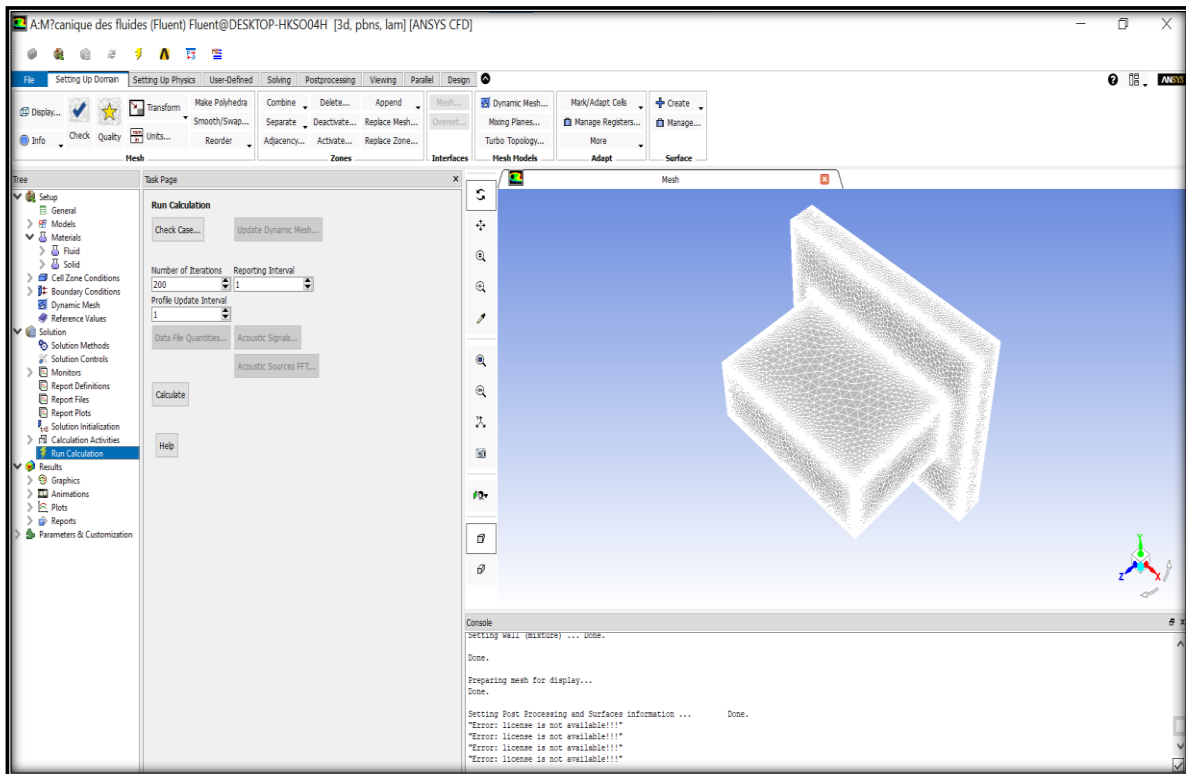 A:M?canique des fluides (Fluent) Fluent@DESKTOP-HKSO04H [3d, pbns, lam] [ANSYS CFD]
File Setting Up Domain Setting Up Physics User-Defined Solving Postprocessing Viewing Parallel Design
ANSYS
Display... Check Quality Transform Make Polyhedra Combine Delete... Append Mesh... Dynamic Mesh... Mark/Adapt Cells Create
Units... Smooth/Swap... Separate Deactivate... Replace Mesh... Overset... Mixing Planes... Manage Registers... Manage...
Info Reorder Adjacency... Activate... Replace Zone... Turbo Topology... More
Mesh Zones Interfaces Mesh Models Adapt Surface
Tree
Setup
General
Models
Materials
Fluid
Solid
Cell Zone Conditions
Boundary Conditions
Dynamic Mesh
Reference Values
Solution
Solution Methods
Solution Controls
Monitors
Report Definitions
Report Files
Report Plots
Solution Initialization
Calculation Activities
Run Calculation
Results
Graphics
Animations
Plots
Reports
Parameters & Customization
Task Page
Run Calculation
Check Case... Update Dynamic Mesh...
Number of Iterations Reporting Interval
200 1
Profile Update Interval
1
Data File Quantities... Acoustic Signals...
Acoustic Sources FFT...
Calculate
Help
Mesh
Y
Z X
Console
Setting wall (mixture) ... Done.
Done.
Preparing mesh for display...
Done.
Setting Post Processing and Surfaces information ... Done.
"Error: license is not available!!!"
"Error: license is not available!!!"
"Error: license is not available!!!"
"Error: license is not available!!!"